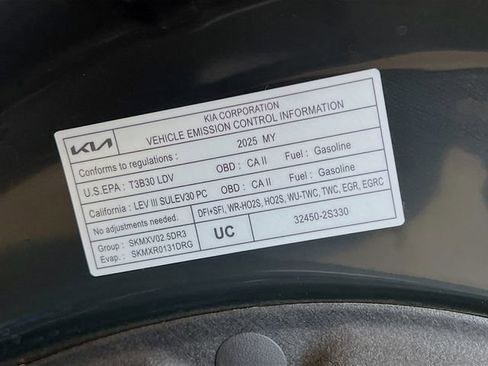 KIA CORPORATION
KIA VEHICLE EMISSION CONTROL INFORMATION
Conforms to regulations : 2025 MY
U.S.EPA : T3B30 LDV OBD : CA II Fuel : Gasoline
California : LEV III SULEV30 PC OBD : CA II Fuel : Gasoline
No adjustments needed. DFI+SFI, WR-HO2S, HO2S, WU-TWC, TWC, EGR, EGRC
Group : SKMXV02.5DR3 UC 32450-2S330
Evap. : SKMXR0131DRG